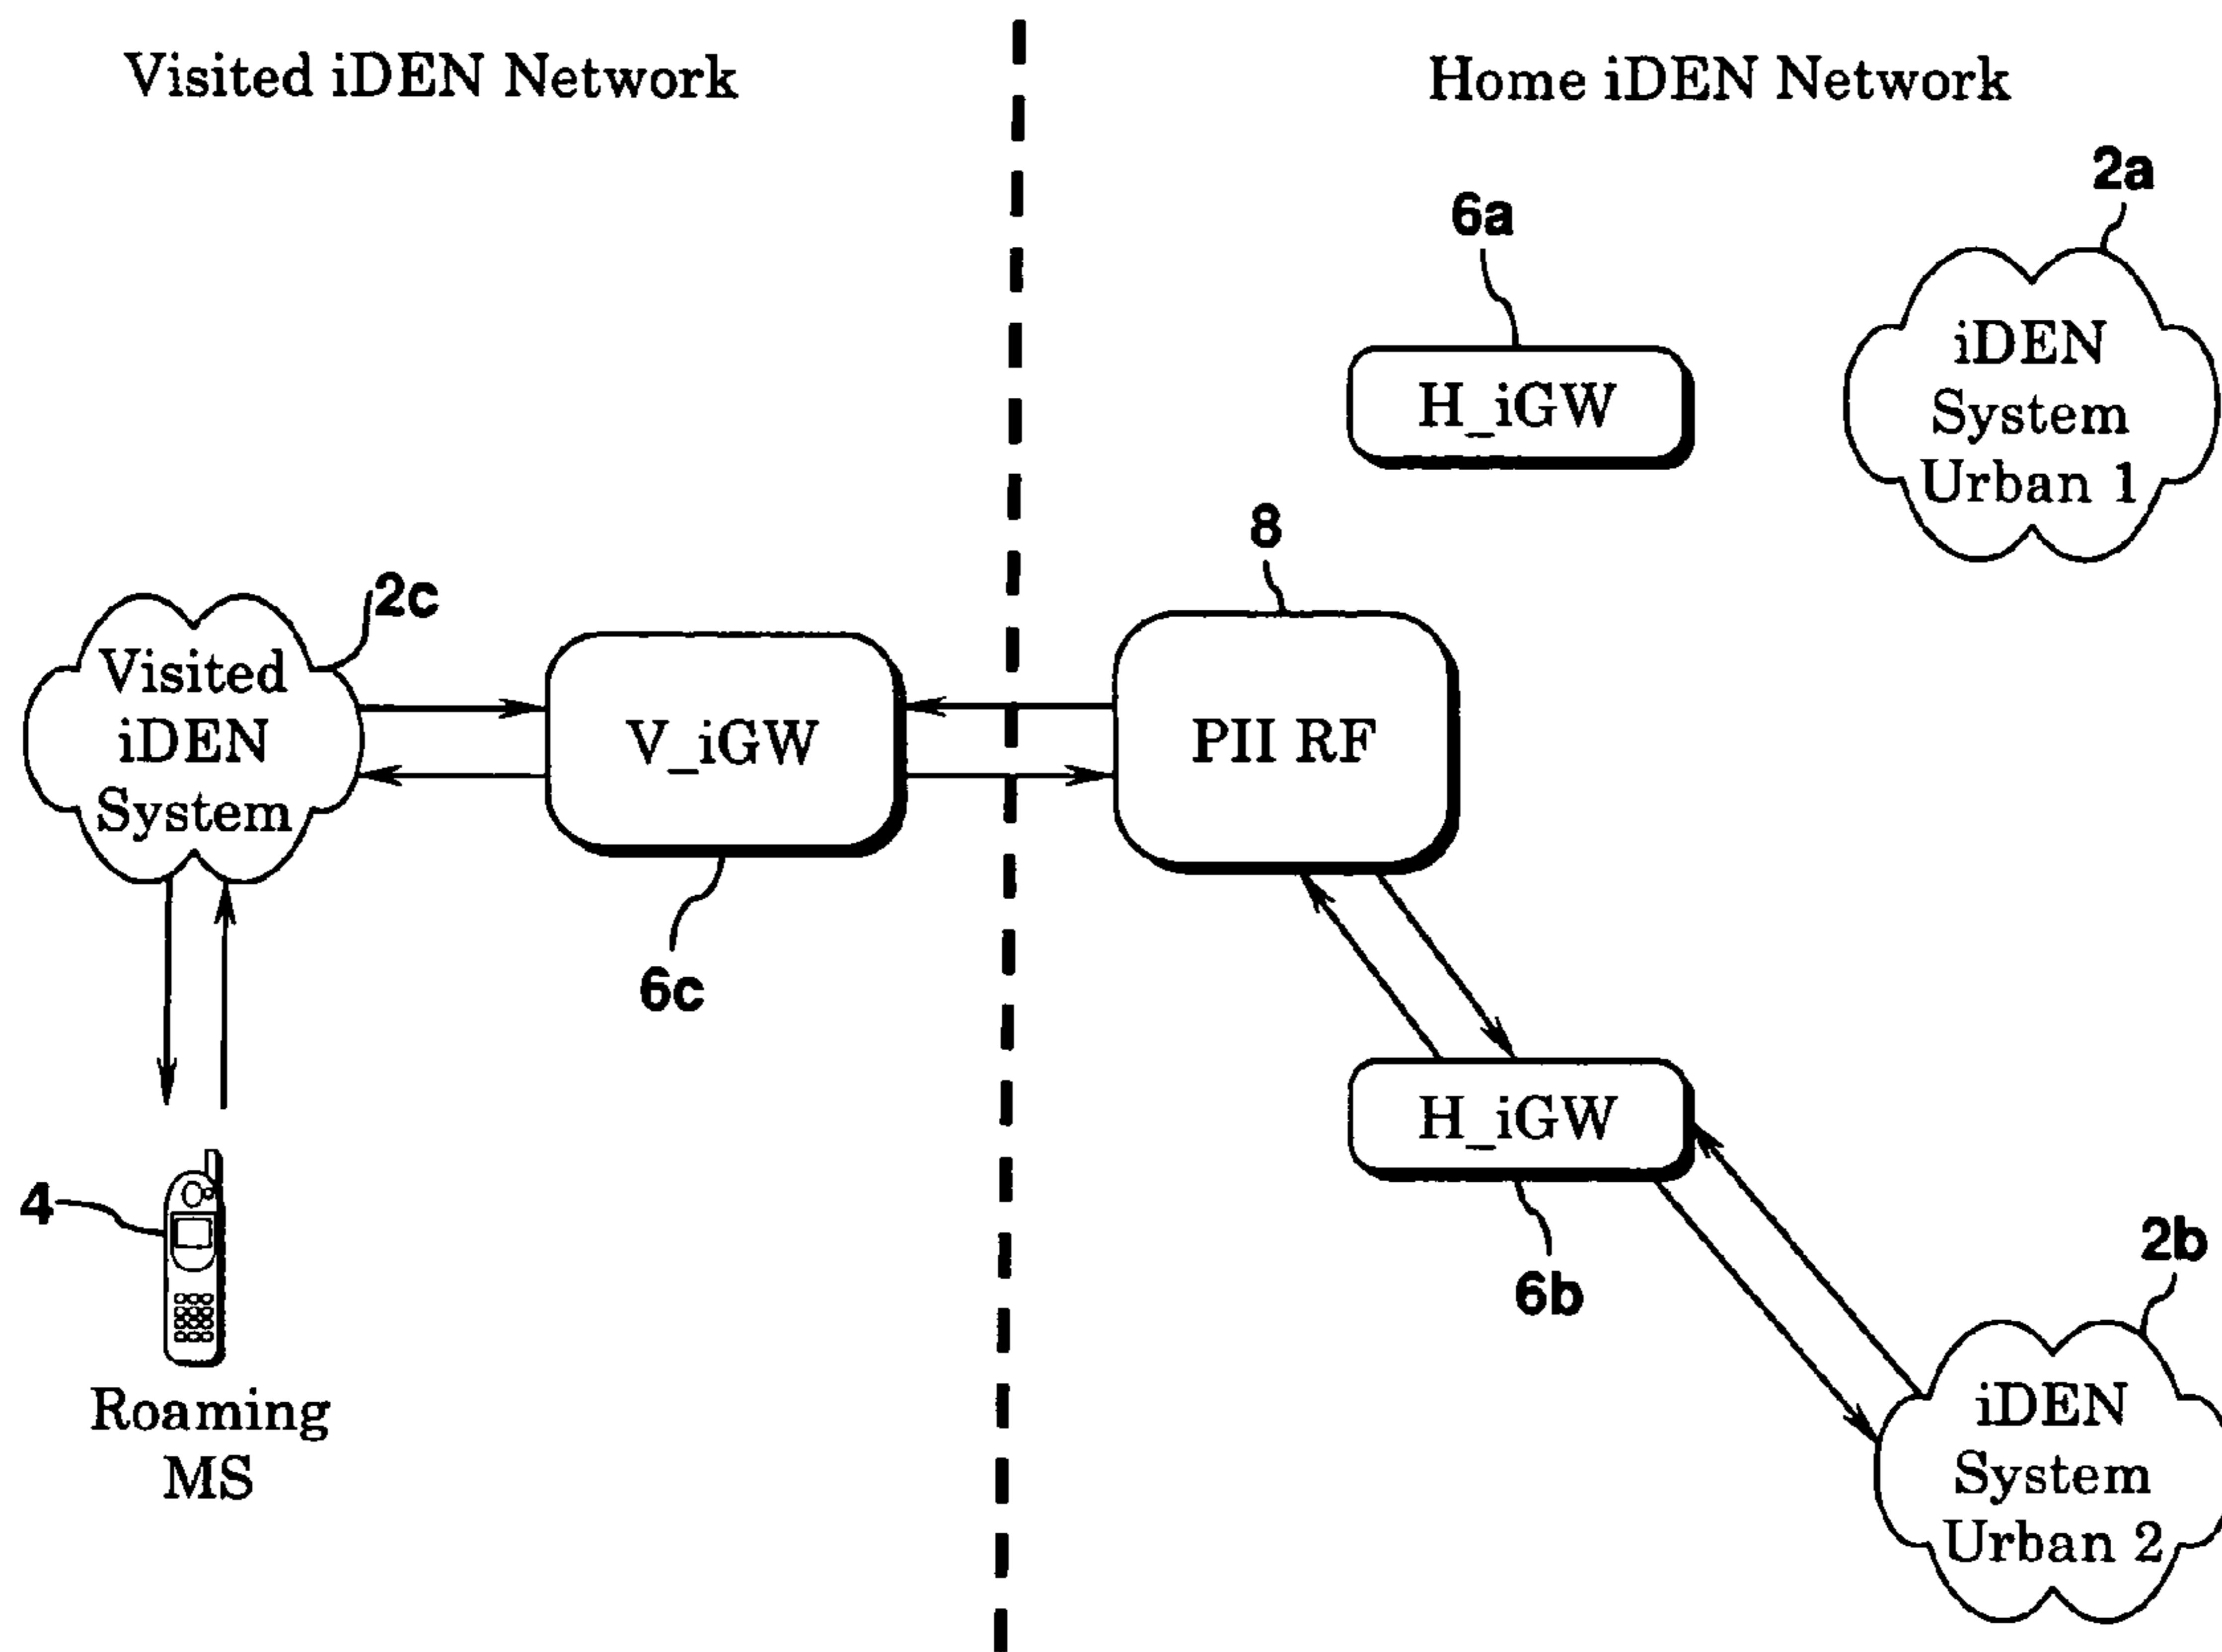 Visited iDEN Network
Home iDEN Network
2a
6a
iDEN
System
Urban 1
H_iGW
8
2c
Visited
iDEN
System
V_iGW
PII RF
6c
H_iGW
4
6b
2b
Roaming
MS
iDEN
System
Urban 2